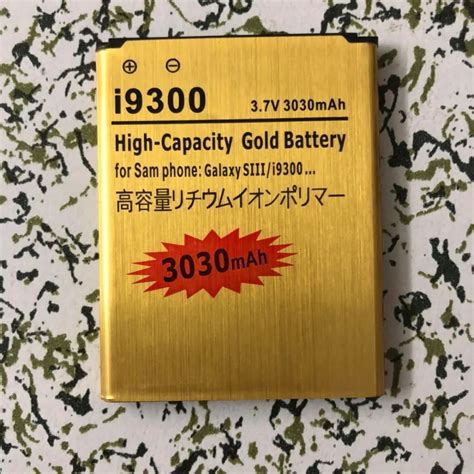 ⊕ ⊖
i9300 3.7V 3030mAh
High-Capacity Gold Battery
for Sam phone: Galaxy SIII/i9300...
高容量リチウムイオンポリマー
3030mAh